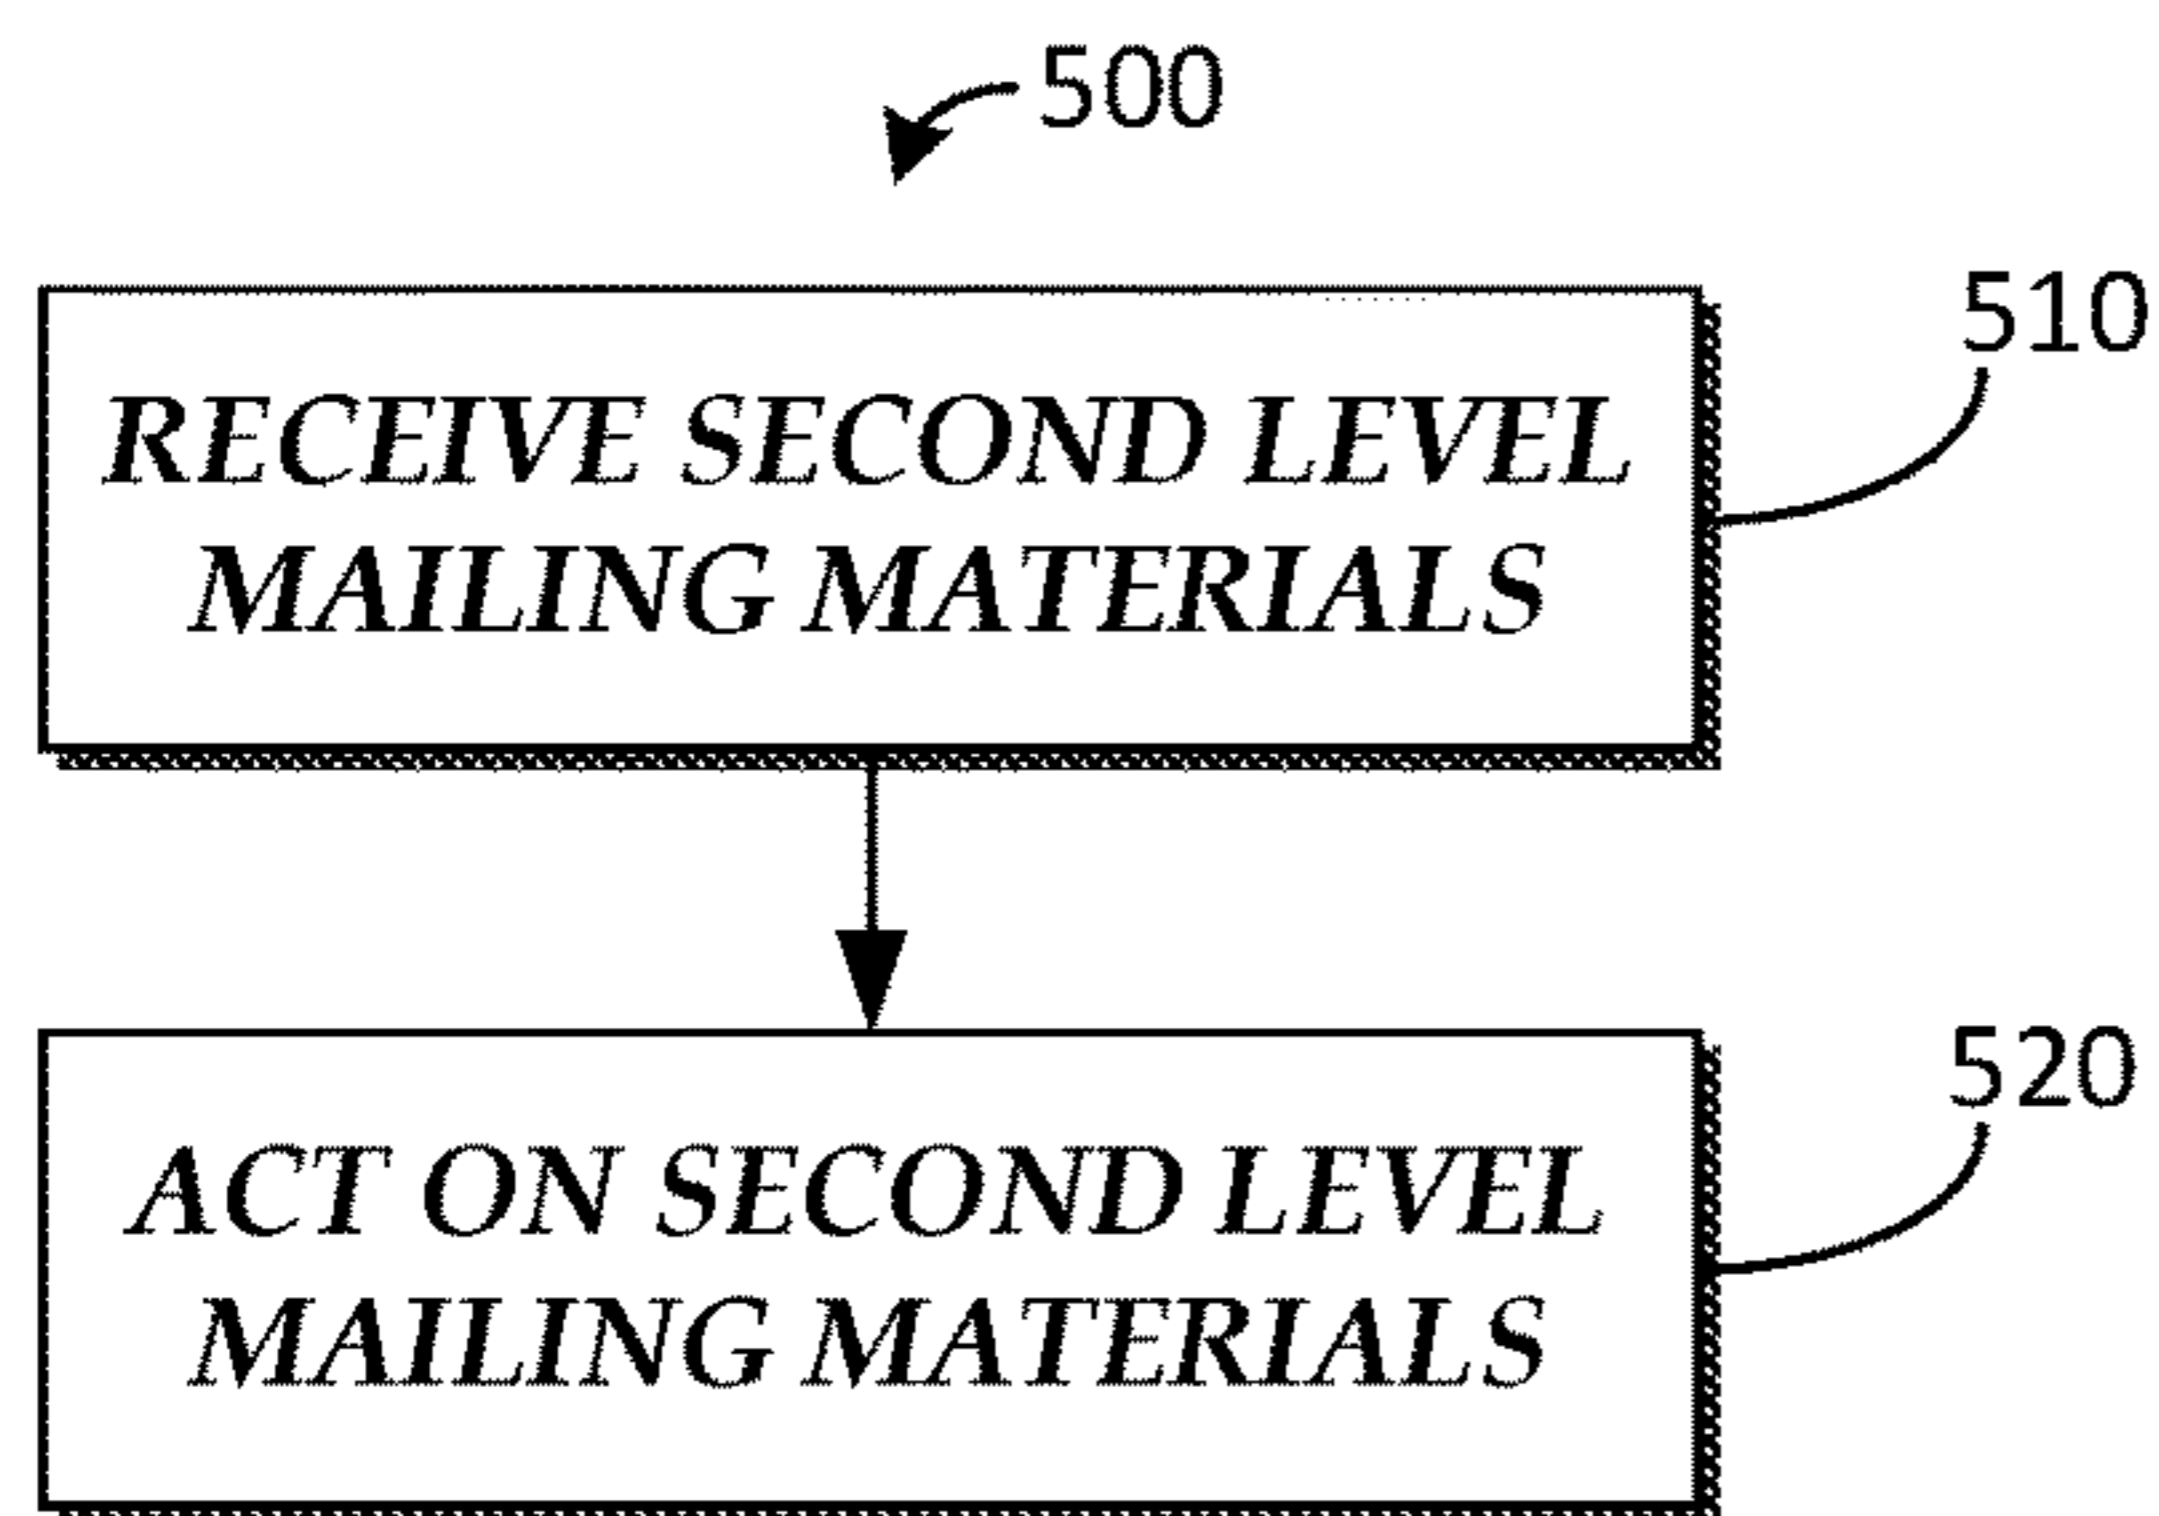 500
510
RECEIVE SECOND LEVEL
MAILING MATERIALS
520
ACT ON SECOND LEVEL
MAILING MATERIALS